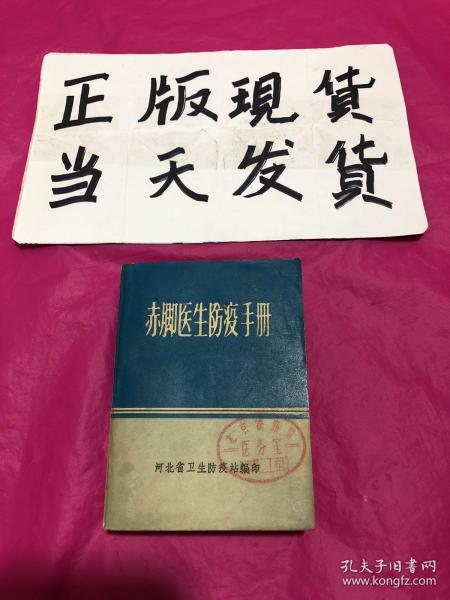 正版現貨
当天发貨
赤脚医生防疫手册
医务室
河北省卫生防疫站编印
孔夫子旧书网
www.kongfz.com